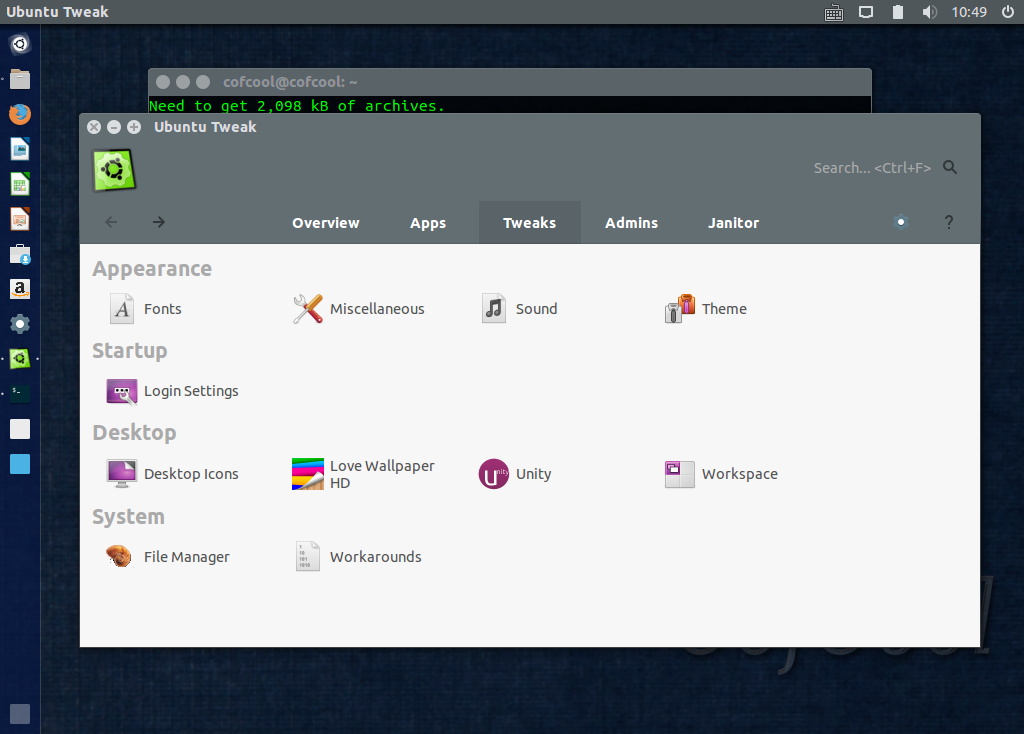 Ubuntu Tweak
10:49
cofcool@cofcool: ~
Need to get 2,098 kB of archives.
Ubuntu Tweak
Search... <Ctrl+F>
Overview Apps Tweaks Admins Janitor ?
Appearance
Fonts Miscellaneous Sound Theme
Startup
Login Settings
Desktop
Desktop Icons Love Wallpaper HD Unity Workspace
System
File Manager Workarounds